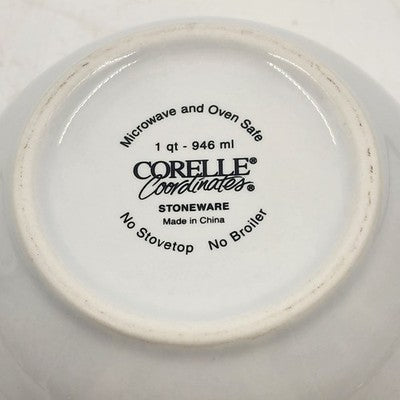 Microwave and Oven Safe
1 qt - 946 ml
CORELLE®
Coordinates®
STONEWARE
Made in China
No Stovetop No Broiler